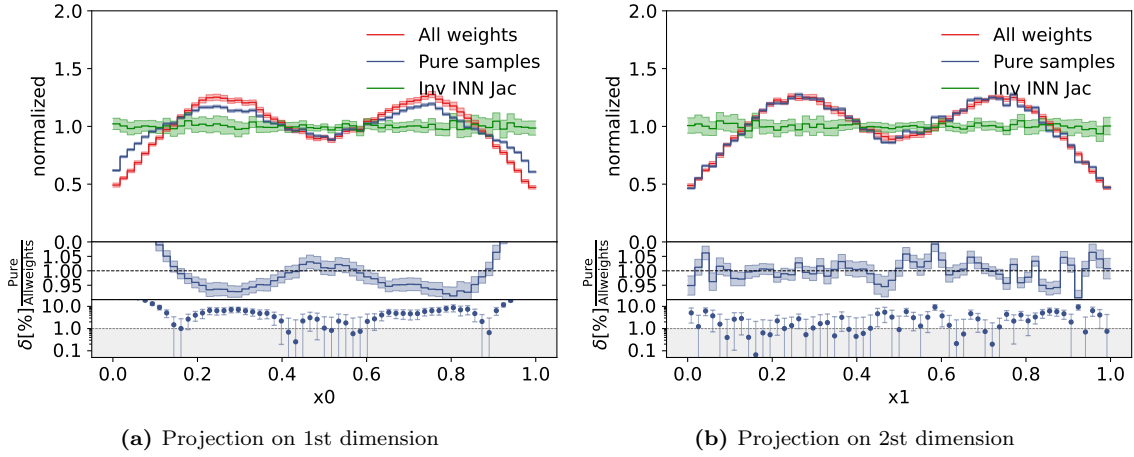 2.0
1.5
1.0
0.5
0.0
normalized
All weights
Pure samples
Inv INN Jac
1.05
1.00
0.95
Pure
Allweights
10.0
1.0
0.1
δ[%]
0.0 0.2 0.4 0.6 0.8 1.0
x0
(a) Projection on 1st dimension
2.0
1.5
1.0
0.5
0.0
normalized
All weights
Pure samples
Inv INN Jac
1.05
1.00
0.95
Pure
Allweights
10.0
1.0
0.1
δ[%]
0.0 0.2 0.4 0.6 0.8 1.0
x1
(b) Projection on 2st dimension